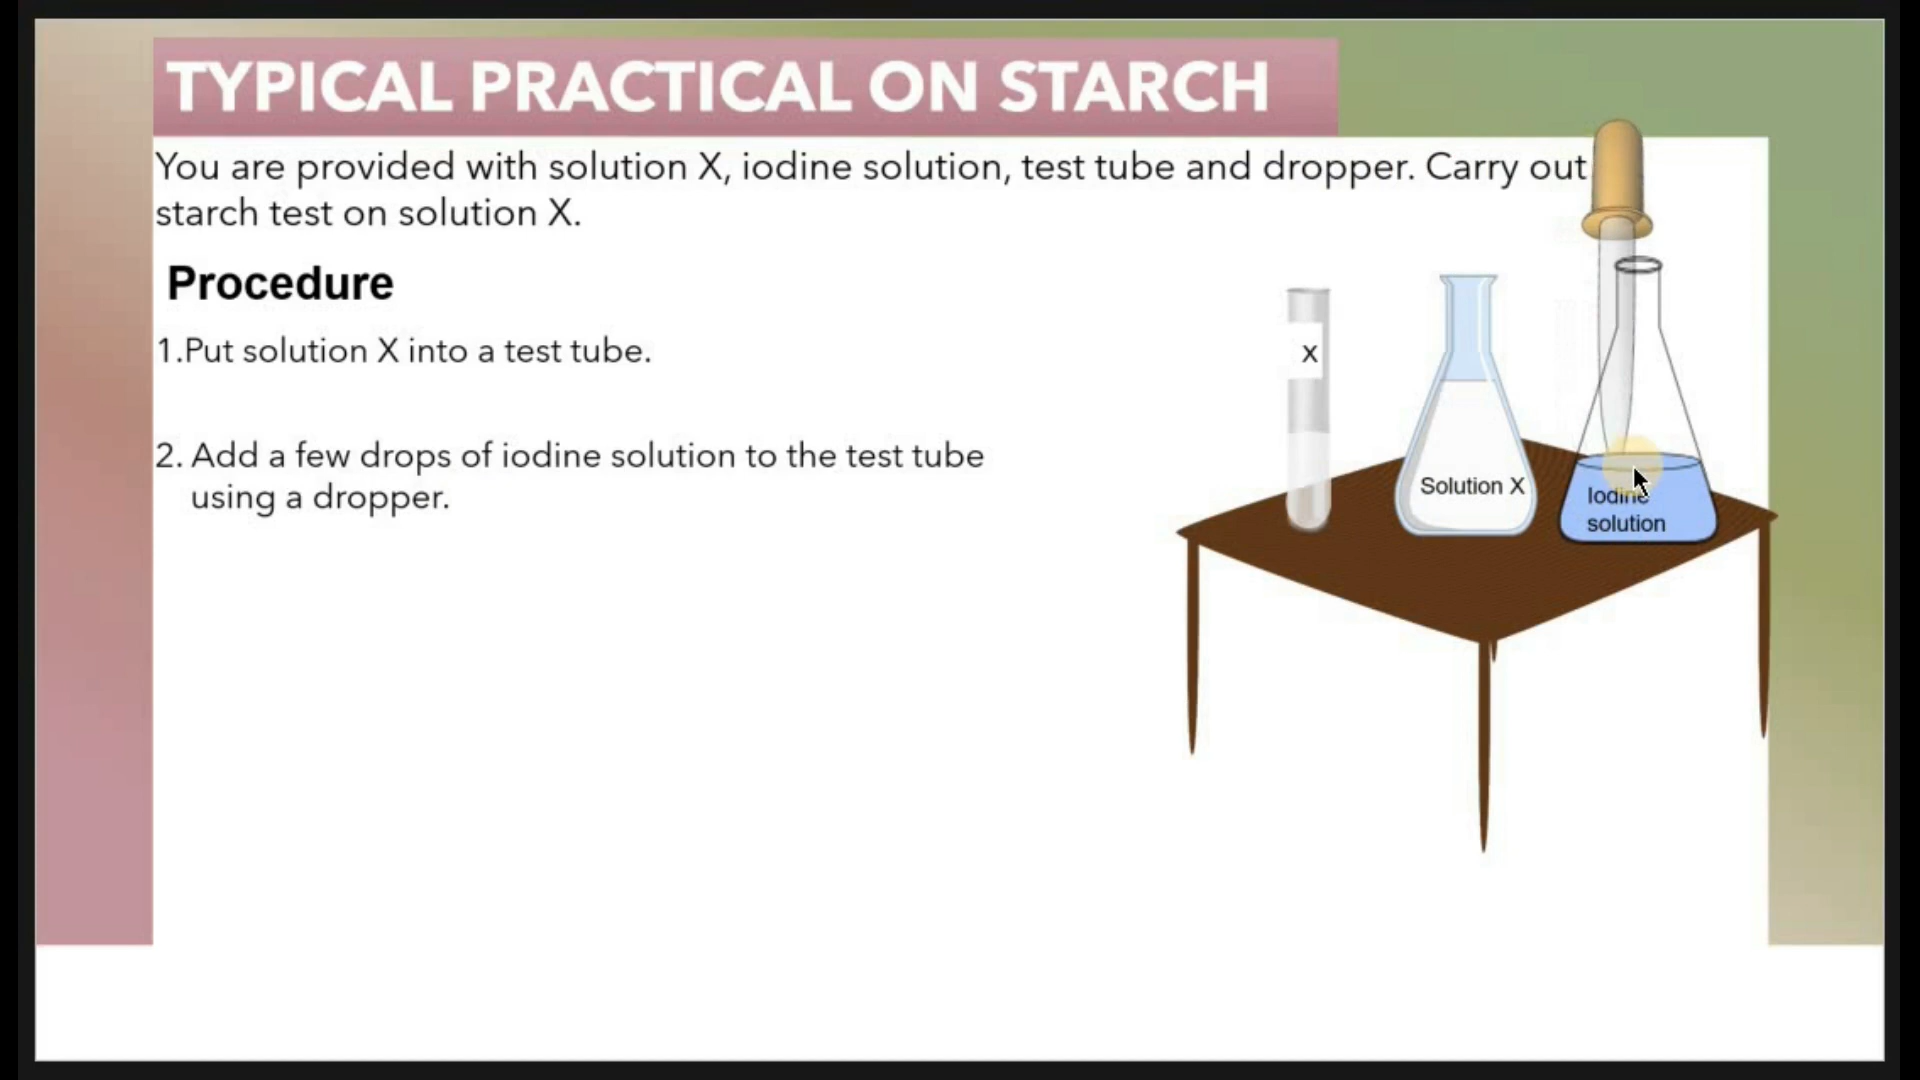 TYPICAL PRACTICAL ON STARCH
You are provided with solution X, iodine solution, test tube and dropper. Carry out
starch test on solution X.
Procedure
1.Put solution X into a test tube.
2. Add a few drops of iodine solution to the test tube
using a dropper.
X
Solution X
Iodine
solution